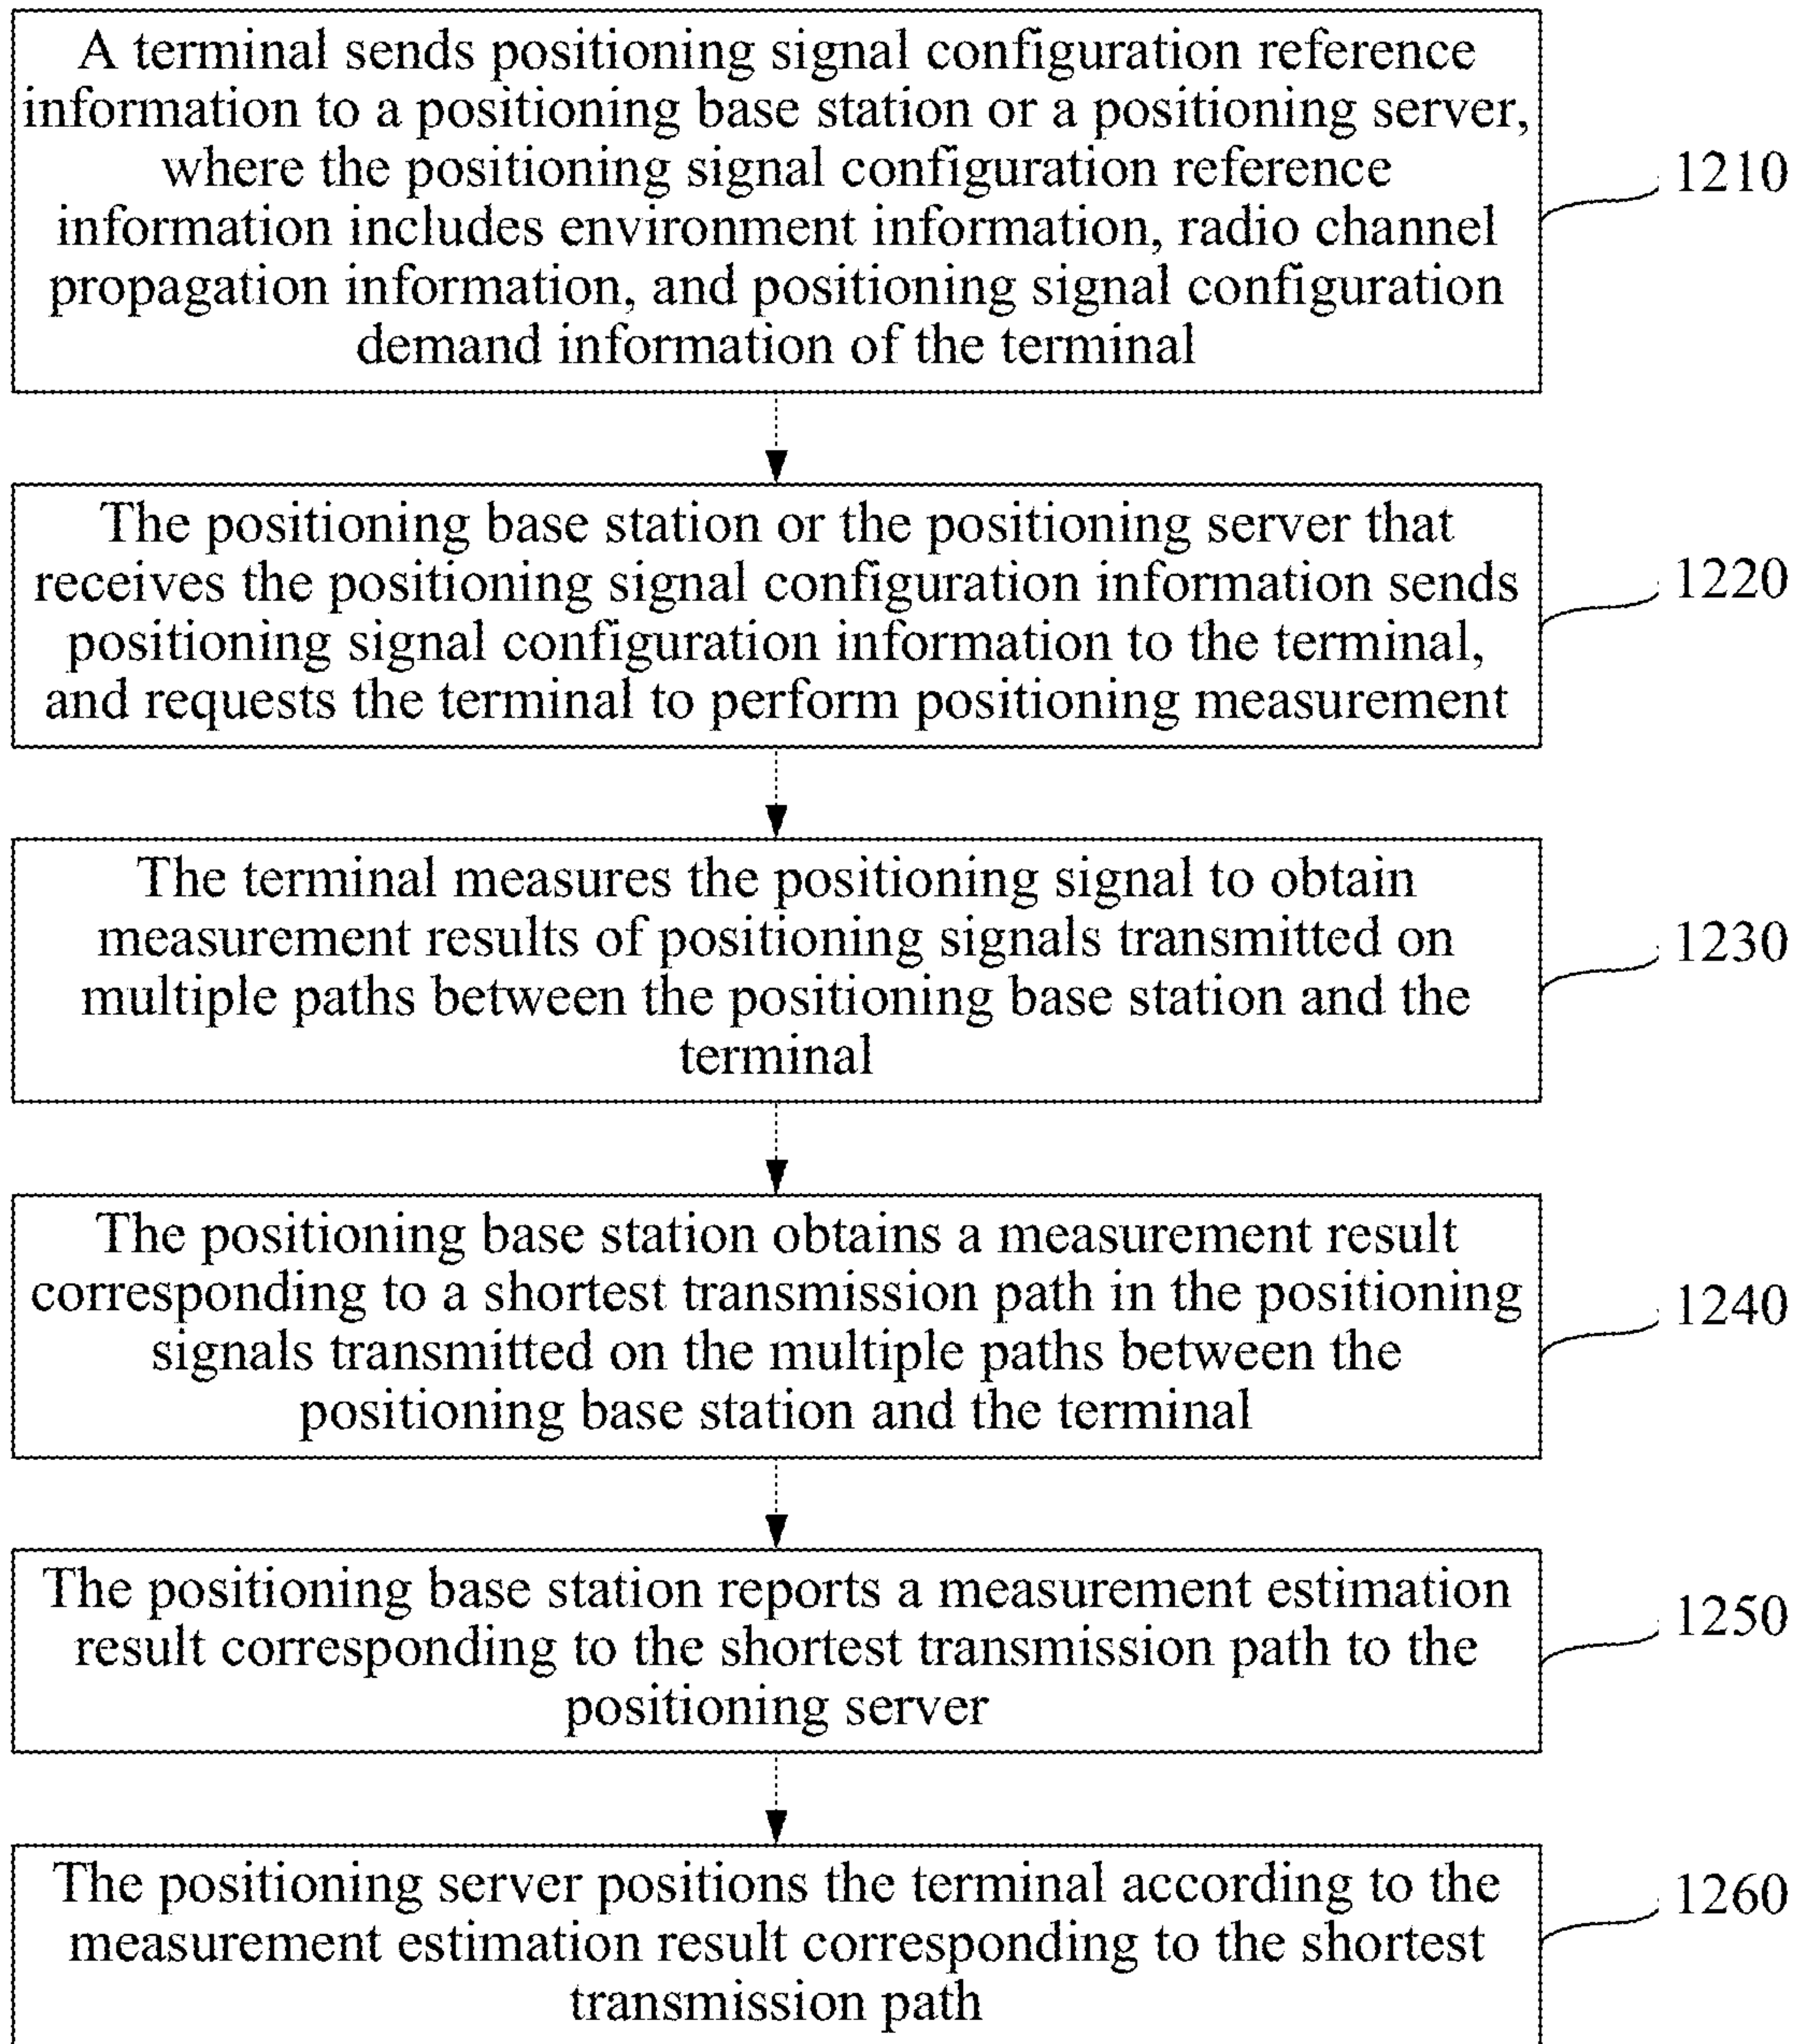 A terminal sends positioning signal configuration reference
information to a positioning base station or a positioning server,
where the positioning signal configuration reference
information includes environment information, radio channel
propagation information, and positioning signal configuration
demand information of the terminal
1210
The positioning base station or the positioning server that
receives the positioning signal configuration information sends
positioning signal configuration information to the terminal,
and requests the terminal to perform positioning measurement
1220
The terminal measures the positioning signal to obtain
measurement results of positioning signals transmitted on
multiple paths between the positioning base station and the
terminal
1230
The positioning base station obtains a measurement result
corresponding to a shortest transmission path in the positioning
signals transmitted on the multiple paths between the
positioning base station and the terminal
1240
The positioning base station reports a measurement estimation
result corresponding to the shortest transmission path to the
positioning server
1250
The positioning server positions the terminal according to the
measurement estimation result corresponding to the shortest
transmission path
1260